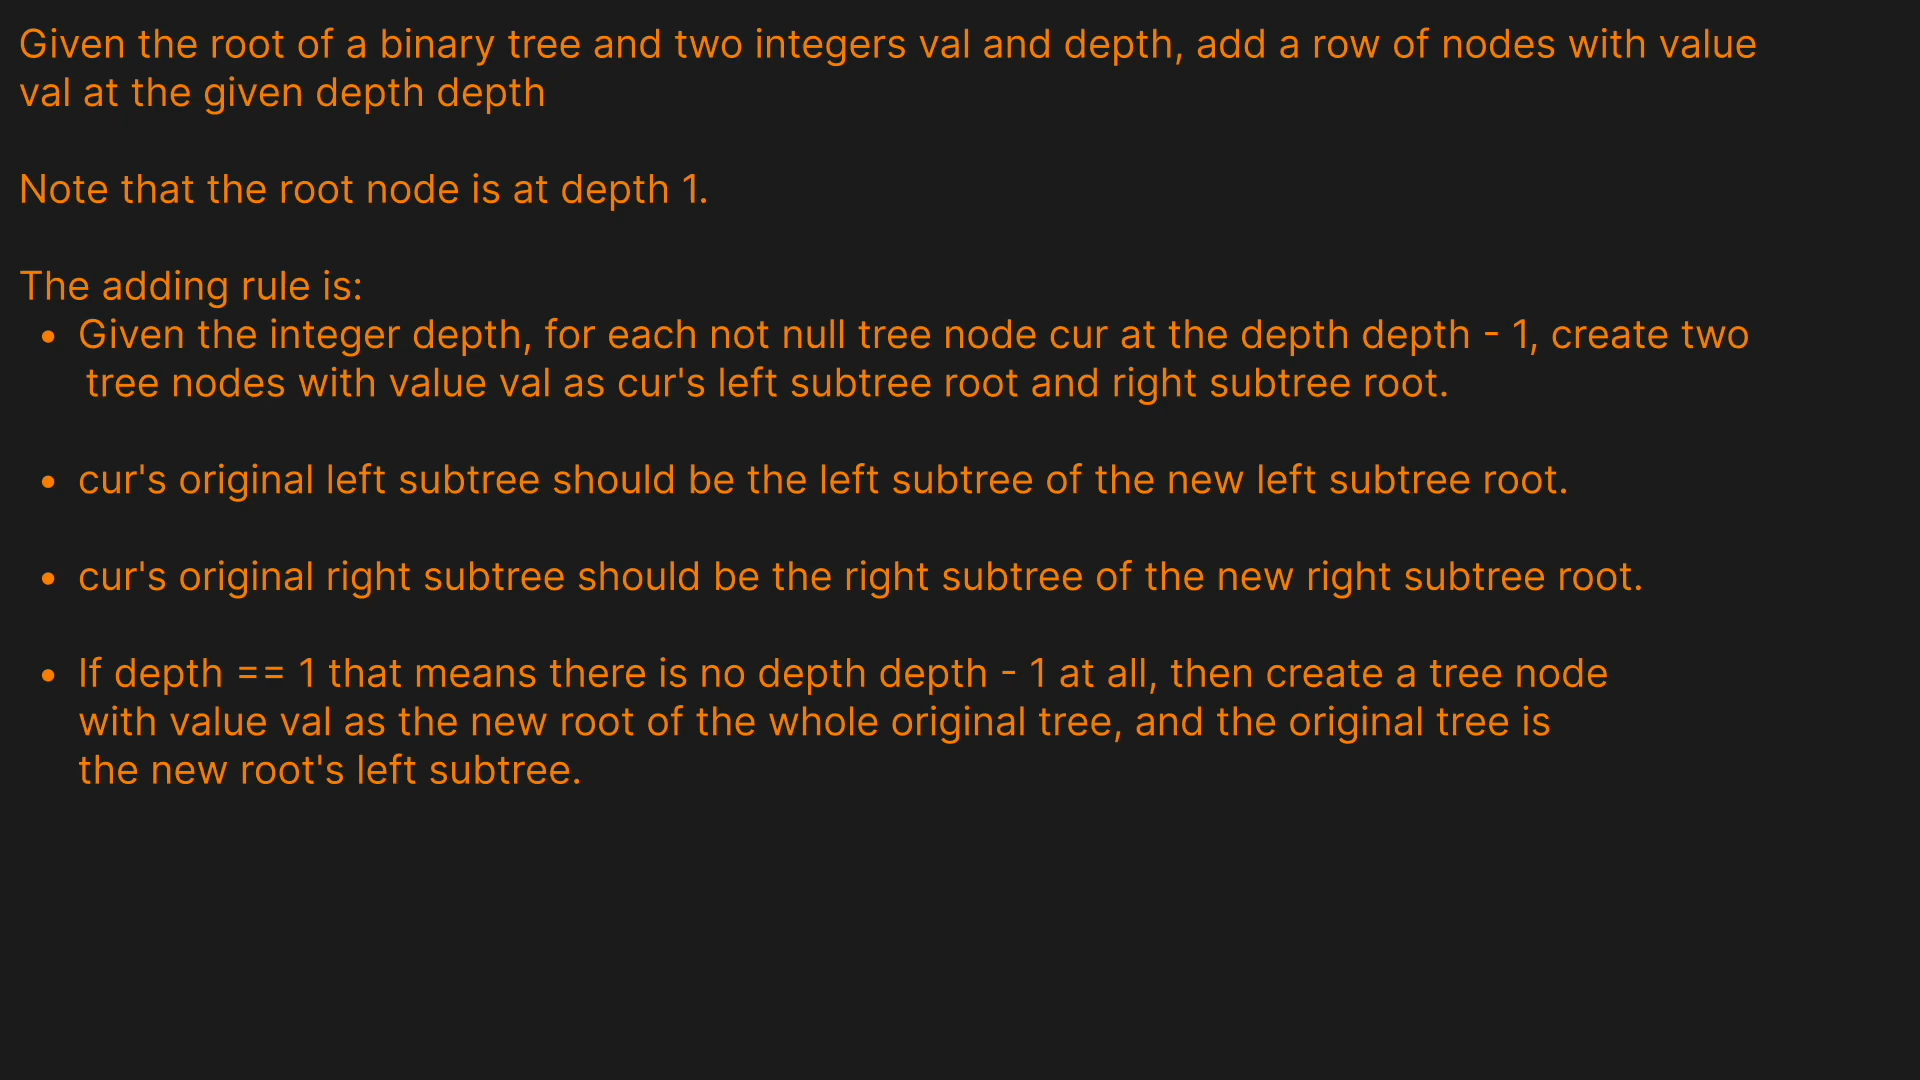 Given the root of a binary tree and two integers val and depth, add a row of nodes with value
val at the given depth depth
Note that the root node is at depth 1.
The adding rule is:
• Given the integer depth, for each not null tree node cur at the depth depth - 1, create two
tree nodes with value val as cur's left subtree root and right subtree root.
• cur's original left subtree should be the left subtree of the new left subtree root.
• cur's original right subtree should be the right subtree of the new right subtree root.
• If depth == 1 that means there is no depth depth - 1 at all, then create a tree node
with value val as the new root of the whole original tree, and the original tree is
the new root's left subtree.